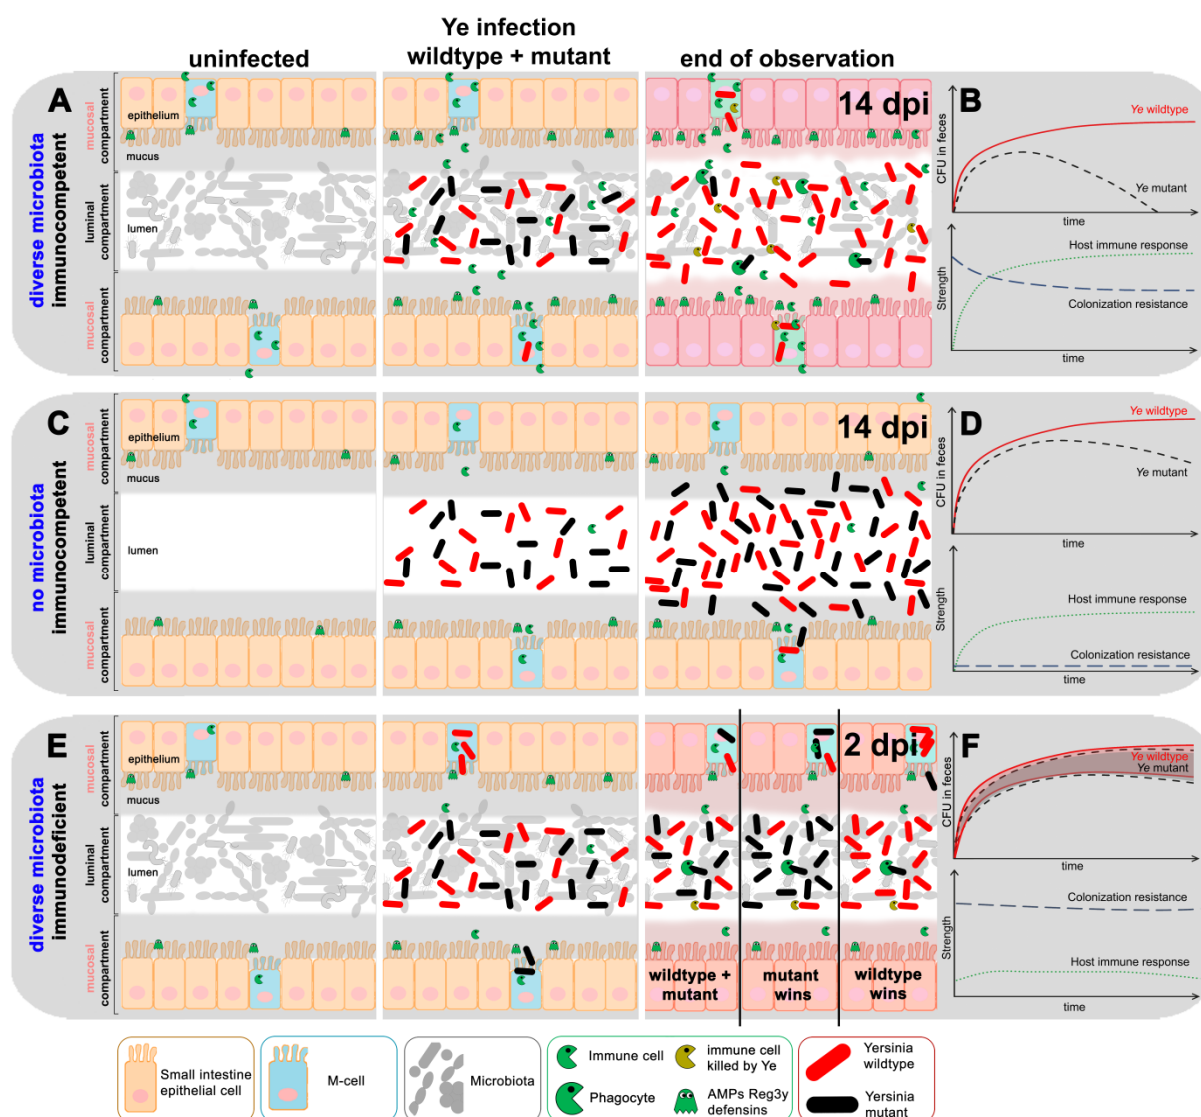 uninfected
Ye infection
wildtype + mutant
end of observation
diverse microbiota
immunocompetent
A
mucosal
compartment
luminal
compartment
mucosal
compartment
epithelium
mucus
lumen
14 dpi
B
CFU in feces
Ye wildtype
Ye mutant
time
Strength
Host immune response
Colonization resistance
time
no microbiota
immunocompetent
C
mucosal
compartment
luminal
compartment
mucosal
compartment
epithelium
mucus
lumen
14 dpi
D
CFU in feces
Ye wildtype
Ye mutant
time
Strength
Host immune response
Colonization resistance
time
diverse microbiota
immunodeficient
E
mucosal
compartment
luminal
compartment
mucosal
compartment
epithelium
mucus
lumen
2 dpi
wildtype +
mutant
mutant
wins
wildtype
wins
F
CFU in feces
Ye wildtype
Ye mutant
time
Strength
Colonization resistance
Host immune response
time
Small intestine
epithelial cell
M-cell
Microbiota
Immune cell
immune cell
killed by Ye
Phagocyte
AMPs Reg3y
defensins
Yersinia
wildtype
Yersinia
mutant